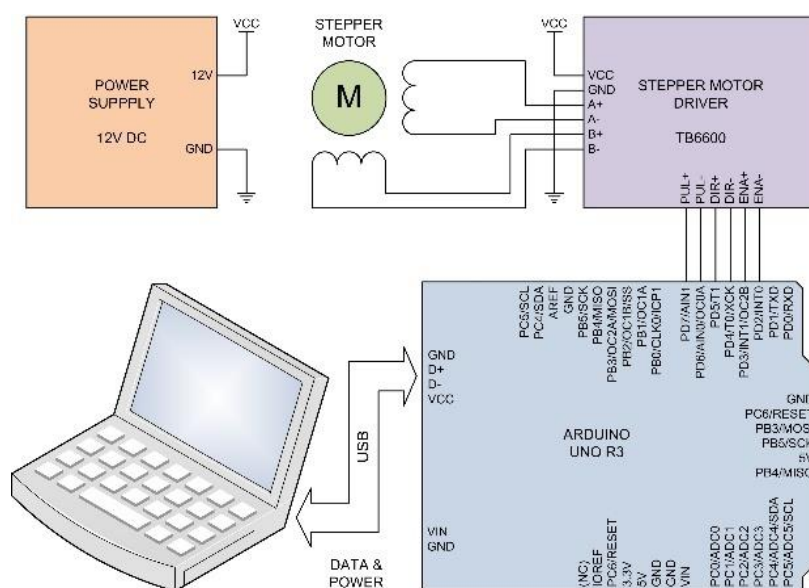 VCC
12V
POWER
SUPPPLY
12V DC
GND
STEPPER
MOTOR
M
VCC
VCC
GND
A+
A-
B+
B-
STEPPER MOTOR
DRIVER
TB6600
PUL+
PUL-
DIR+
DIR-
ENA+
ENA-
PC5/SCL
PC4/SDA
AREF
GND
PB5/SCK
PB4/MISO
PB3/OC2A/MOSI
PB2/OC1B/SS
PB1/OC1A
PB0/CLK0/ICP1
PD7/AIN1
PD6/AIN0/OC0A
PD5/T1
PD4/T0/XCK
PD3/INT1/OC2B
PD2/INT0
PD1/TXD
PD0/RXD
GND
D+
D-
VCC
USB
ARDUINO
UNO R3
GND
PC6/RESET
PB3/MOSI
PB5/SCK
5V
PB4/MISO
VIN
GND
DATA &
POWER
(NC)
IOREF
PC6/RESET
3.3V
5V
GND
GND
VIN
PC0/ADC0
PC1/ADC1
PC2/ADC2
PC3/ADC3
PC4/ADC4/SDA
PC5/ADC5/SCL